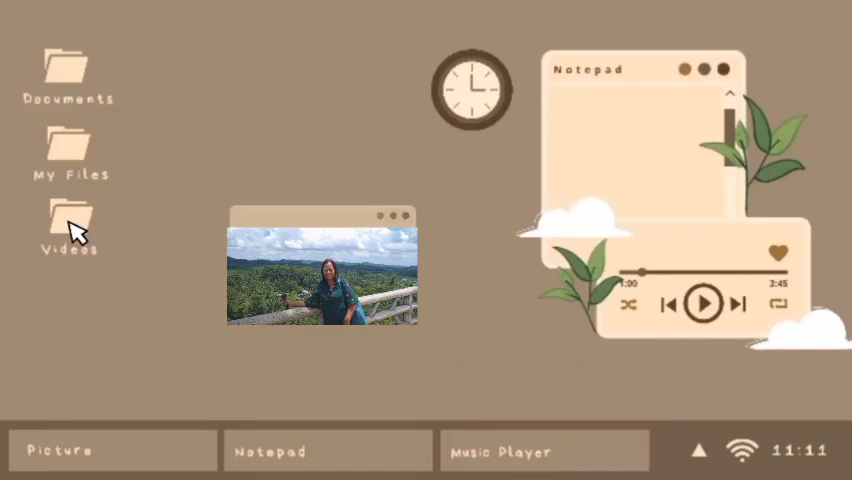 Documents
My Files
Videos
Notepad
1:00
3:45
Picture
Notepad
Music Player
11:11